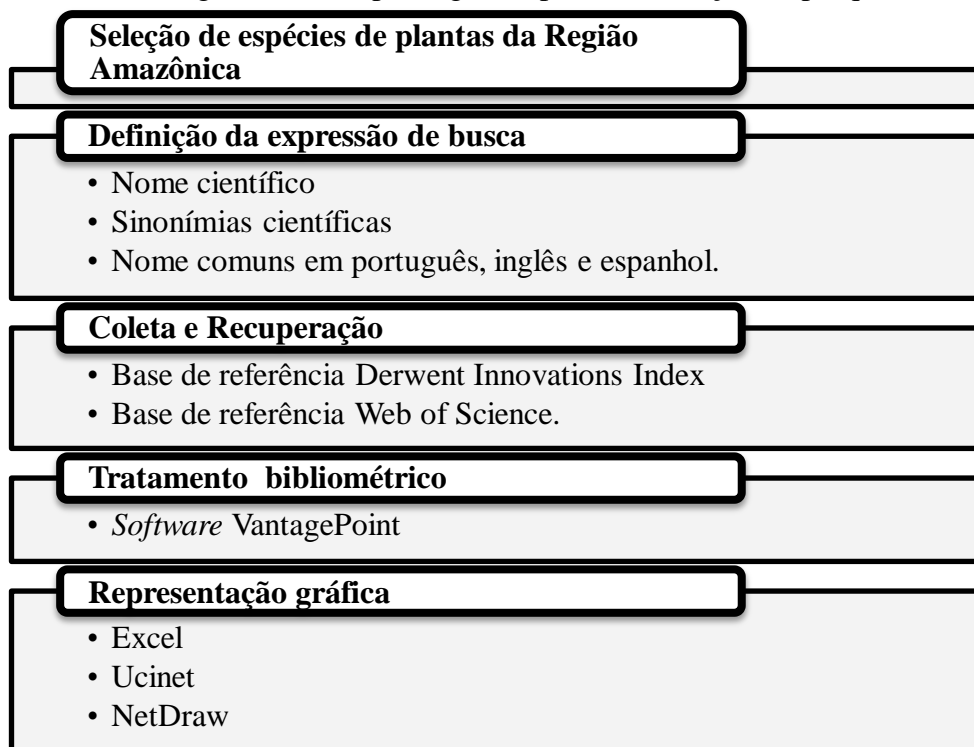 Seleção de espécies de plantas da Região
Amazônica
Definição da expressão de busca
• Nome científico
• Sinonímias científicas
• Nome comuns em português, inglês e espanhol.
Coleta e Recuperação
• Base de referência Derwent Innovations Index
• Base de referência Web of Science.
Tratamento bibliométrico
• Software VantagePoint
Representação gráfica
• Excel
• Ucinet
• NetDraw